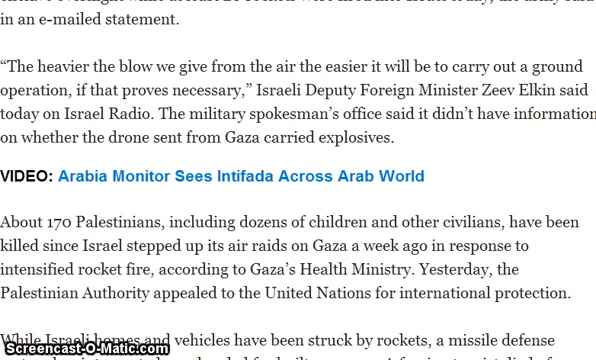 in an e-mailed statement.
“The heavier the blow we give from the air the easier it will be to carry out a ground
operation, if that proves necessary,” Israeli Deputy Foreign Minister Zeev Elkin said
today on Israel Radio. The military spokesman’s office said it didn’t have information
on whether the drone sent from Gaza carried explosives.
VIDEO: Arabia Monitor Sees Intifada Across Arab World
About 170 Palestinians, including dozens of children and other civilians, have been
killed since Israel stepped up its air raids on Gaza a week ago in response to
intensified rocket fire, according to Gaza’s Health Ministry. Yesterday, the
Palestinian Authority appealed to the United Nations for international protection.
While Israeli homes and vehicles have been struck by rockets, a missile defense
Screencast-O-Matic.com